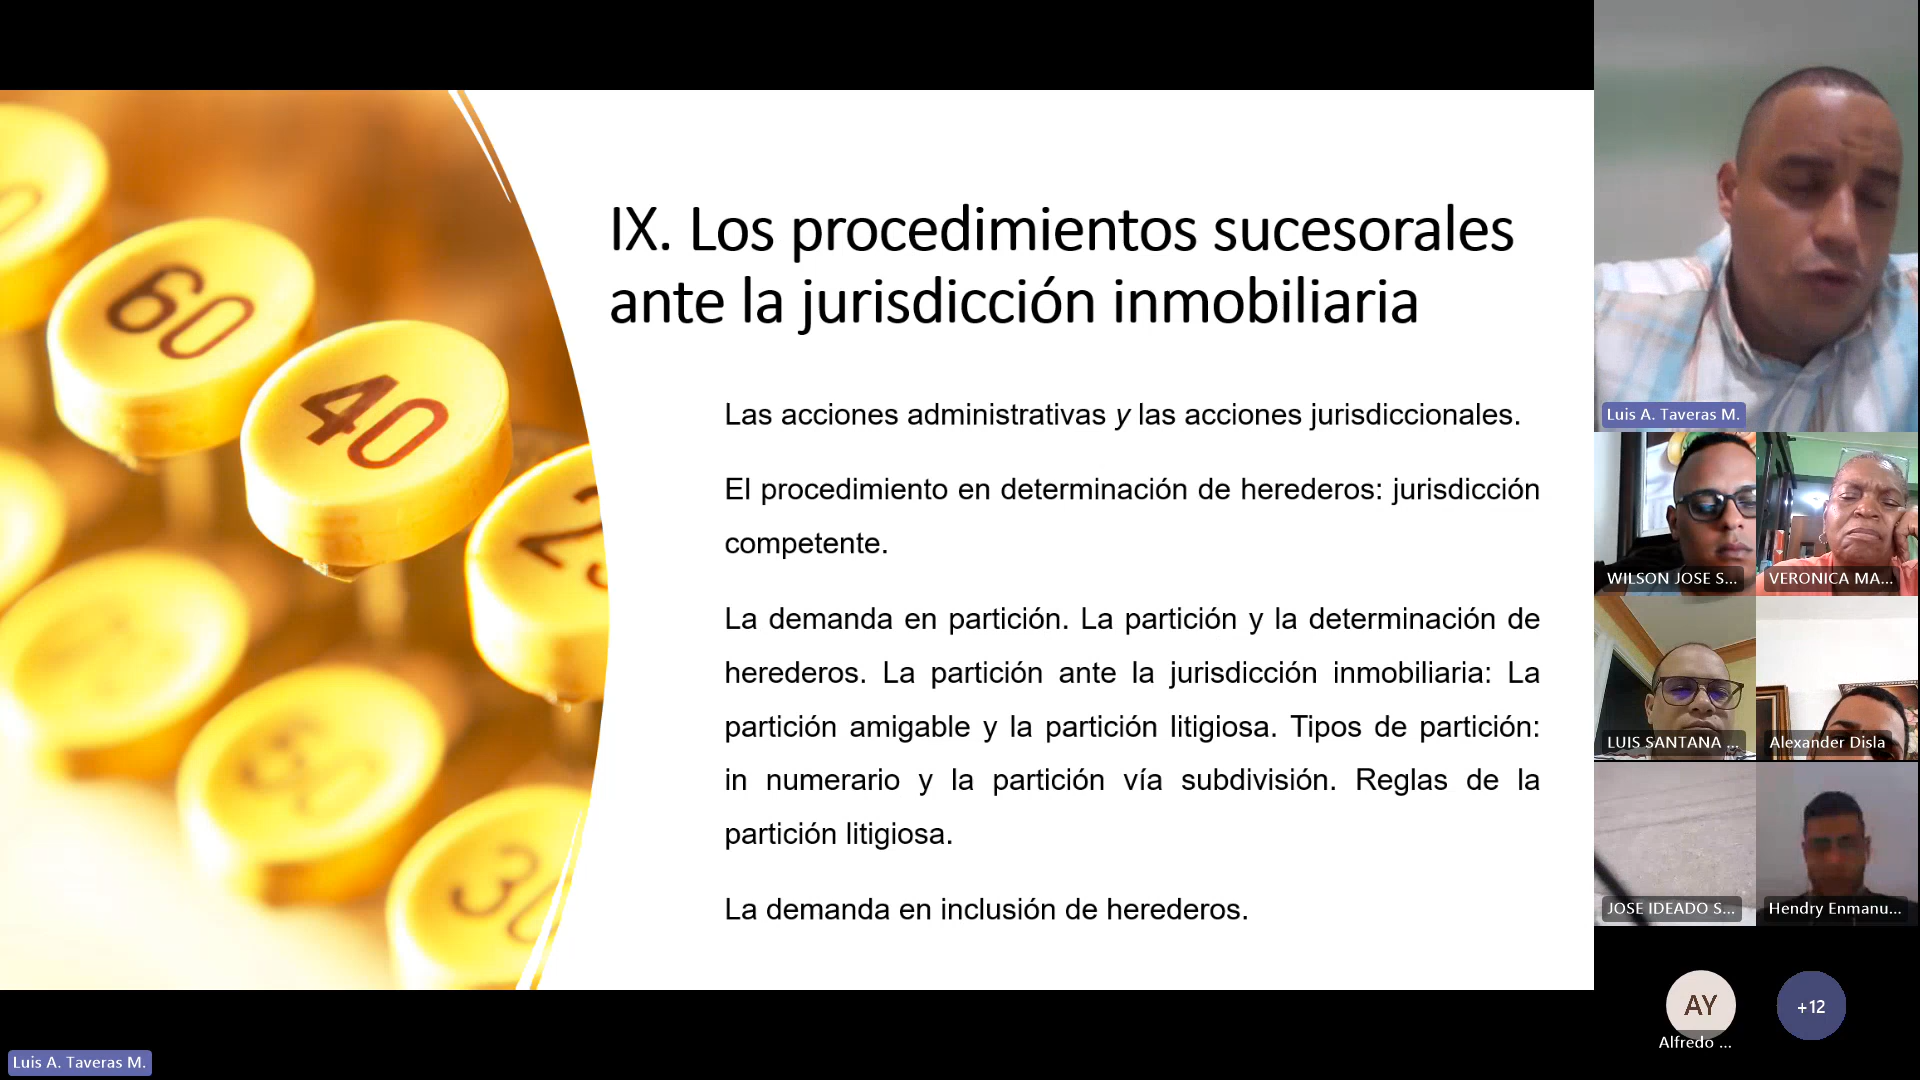 IX. Los procedimientos sucesorales
ante la jurisdicción inmobiliaria
Las acciones administrativas y las acciones jurisdiccionales.
El procedimiento en determinación de herederos: jurisdicción
competente.
La demanda en partición. La partición y la determinación de
herederos. La partición ante la jurisdicción inmobiliaria: La
partición amigable y la partición litigiosa. Tipos de partición:
in numerario y la partición vía subdivisión. Reglas de la
partición litigiosa.
La demanda en inclusión de herederos.
60
40
30
Luis A. Taveras M.
WILSON JOSE S...
VERONICA MA...
LUIS SANTANA ...
Alexander Disla
JOSE IDEADO S...
Hendry Enmanu...
AY
Alfredo ...
+12
Luis A. Taveras M.